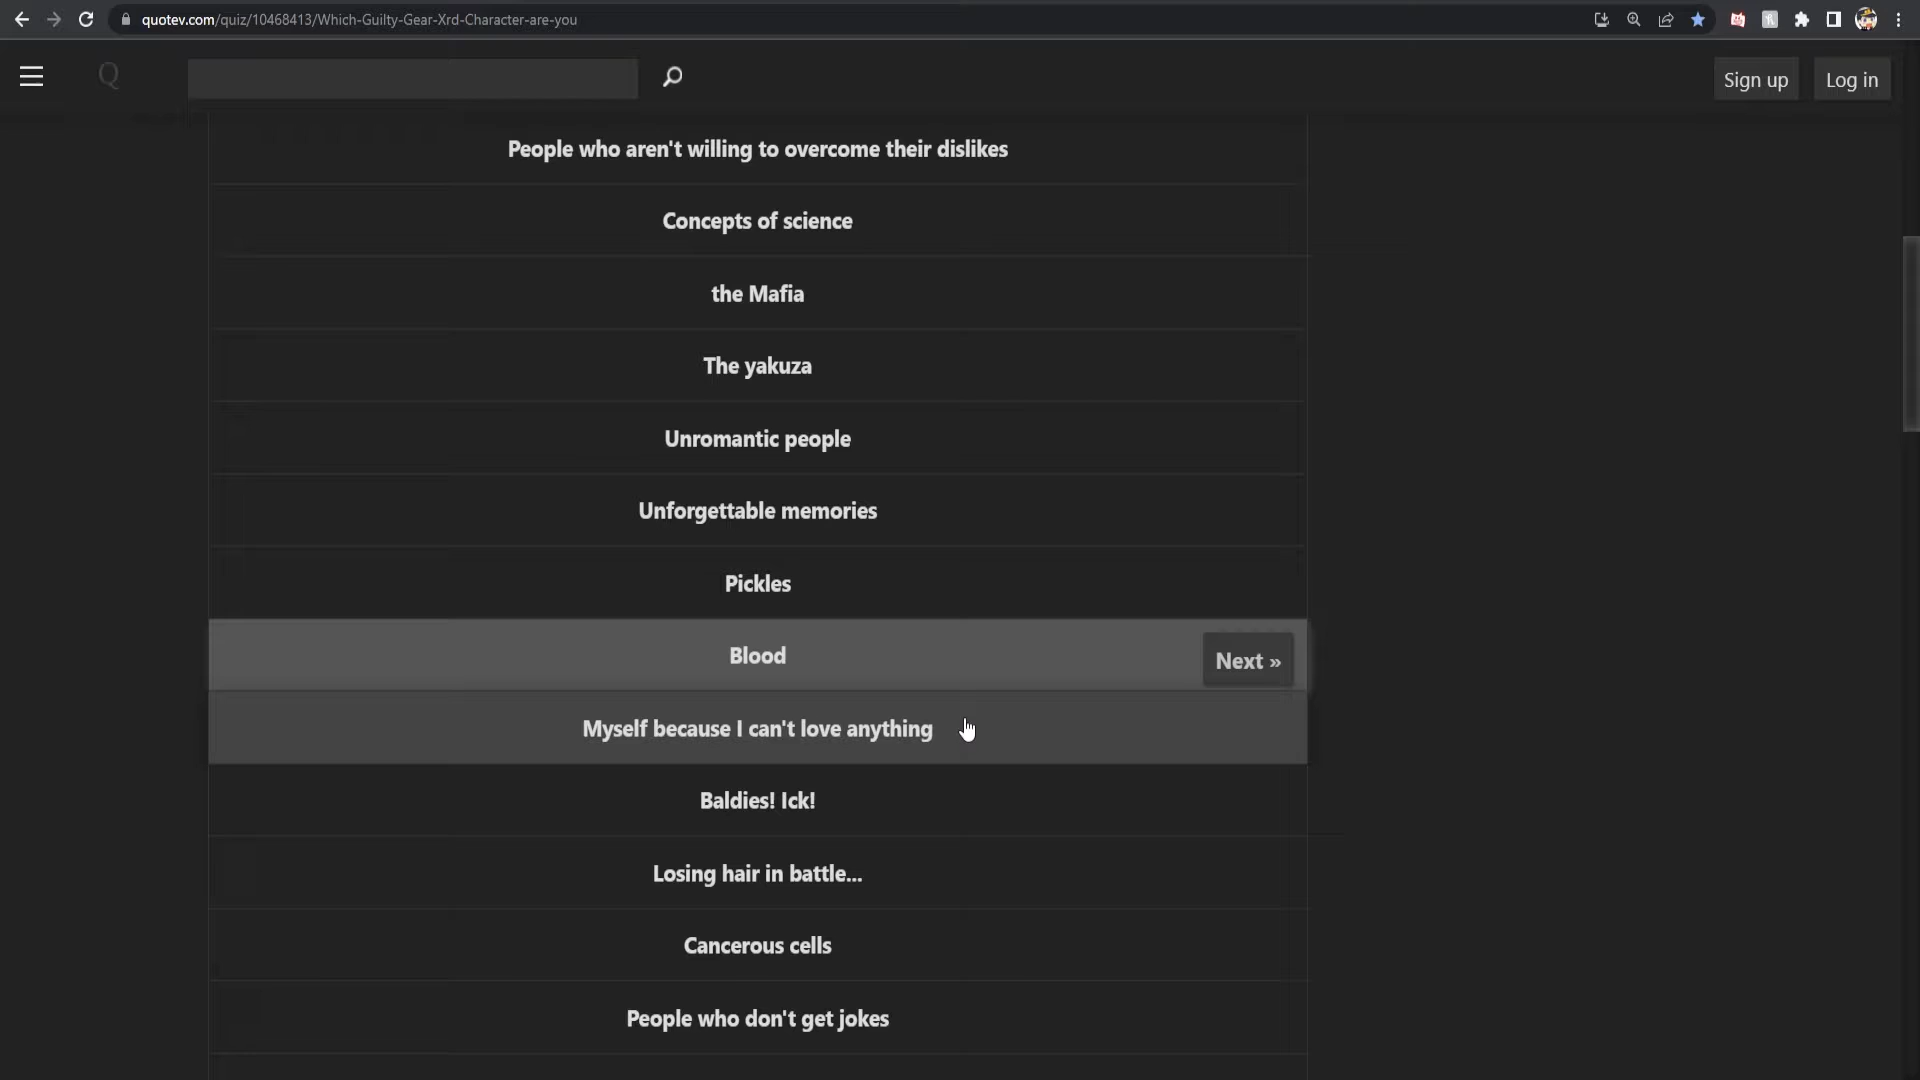 quotev.com/quiz/10468413/Which-Guilty-Gear-Xrd-Character-are-you
Q
Sign up
Log in
People who aren't willing to overcome their dislikes
Concepts of science
the Mafia
The yakuza
Unromantic people
Unforgettable memories
Pickles
Blood
Next »
Myself because I can't love anything
Baldies! Ick!
Losing hair in battle...
Cancerous cells
People who don't get jokes